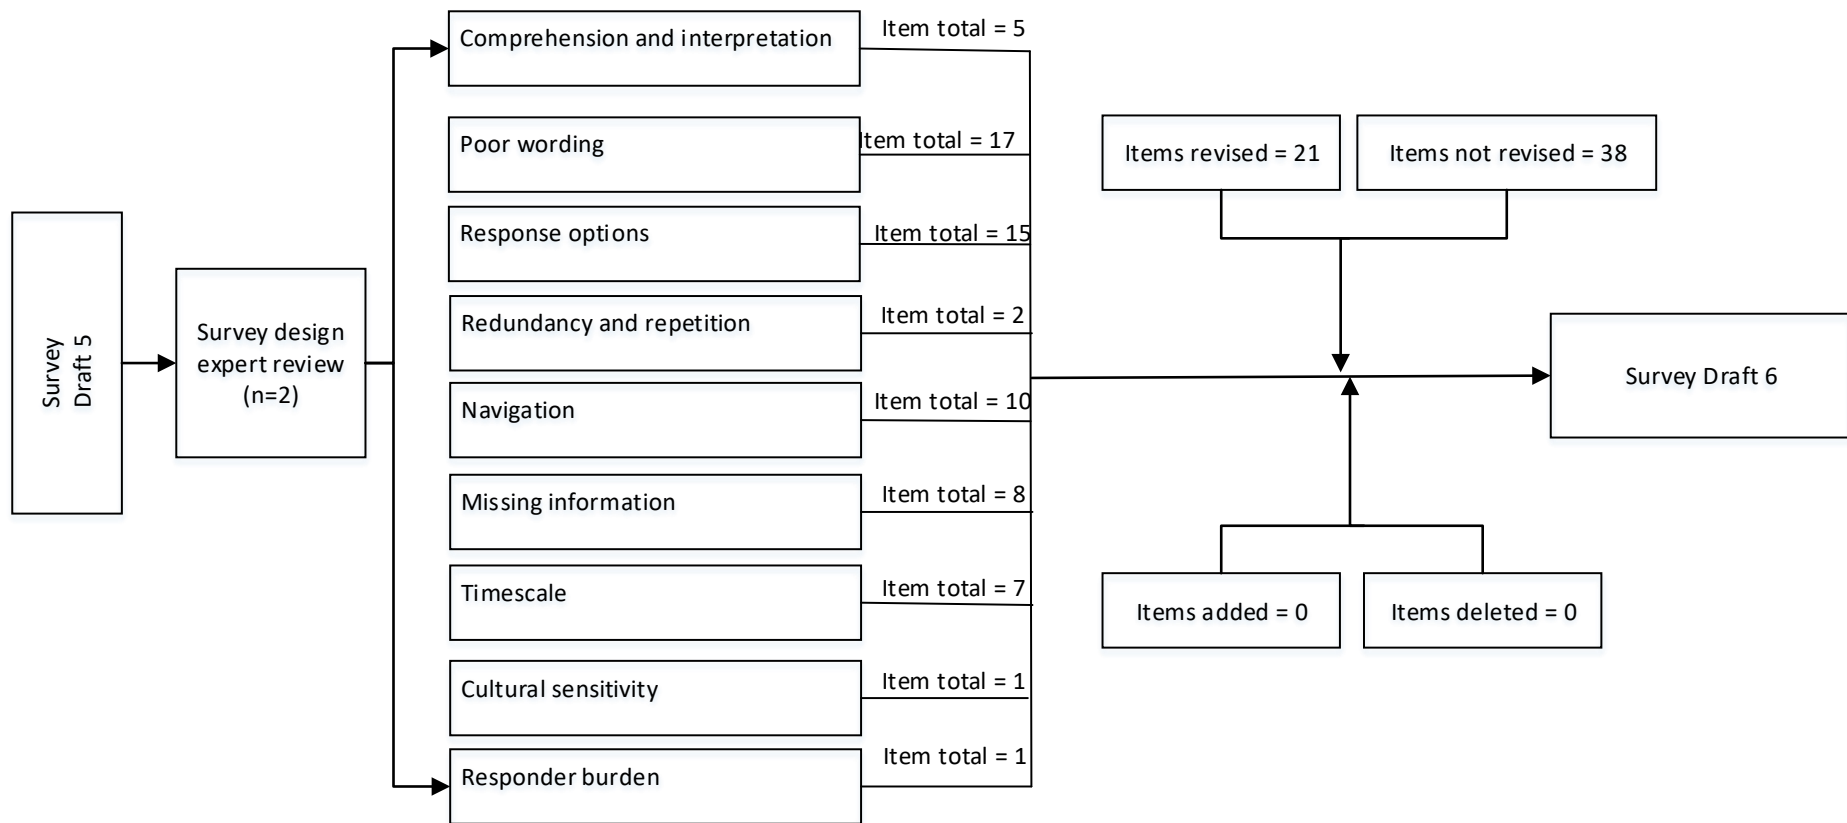 Survey
Draft 5
Survey design
expert review
(n=2)
Comprehension and interpretation
Item total = 5
Poor wording
Item total = 17
Response options
Item total = 15
Redundancy and repetition
Item total = 2
Navigation
Item total = 10
Missing information
Item total = 8
Timescale
Item total = 7
Cultural sensitivity
Item total = 1
Responder burden
Item total = 1
Items revised = 21
Items not revised = 38
Items added = 0
Items deleted = 0
Survey Draft 6